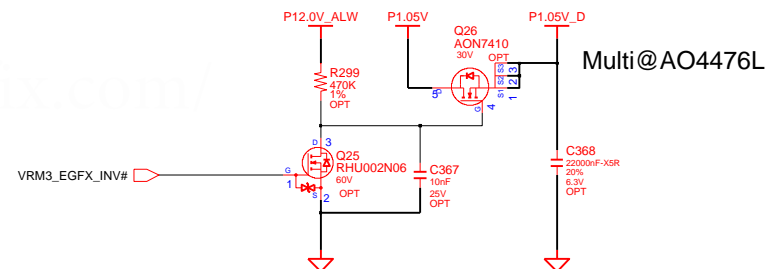 P12.0V_ALW
P1.05V
P1.05V_D
Q26
AON7410
30V
OPT
Multi@AO4476L
S3 3
S2 2
S1 1
5 D
G 4
R299
470K
1%
OPT
D 3
Q25
RHU002N06
60V
OPT
G
1
S 2
VRM3_EGFX_INV#
C367
10nF
25V
OPT
C368
22000nF-X5R
20%
6.3V
OPT
ix.com/